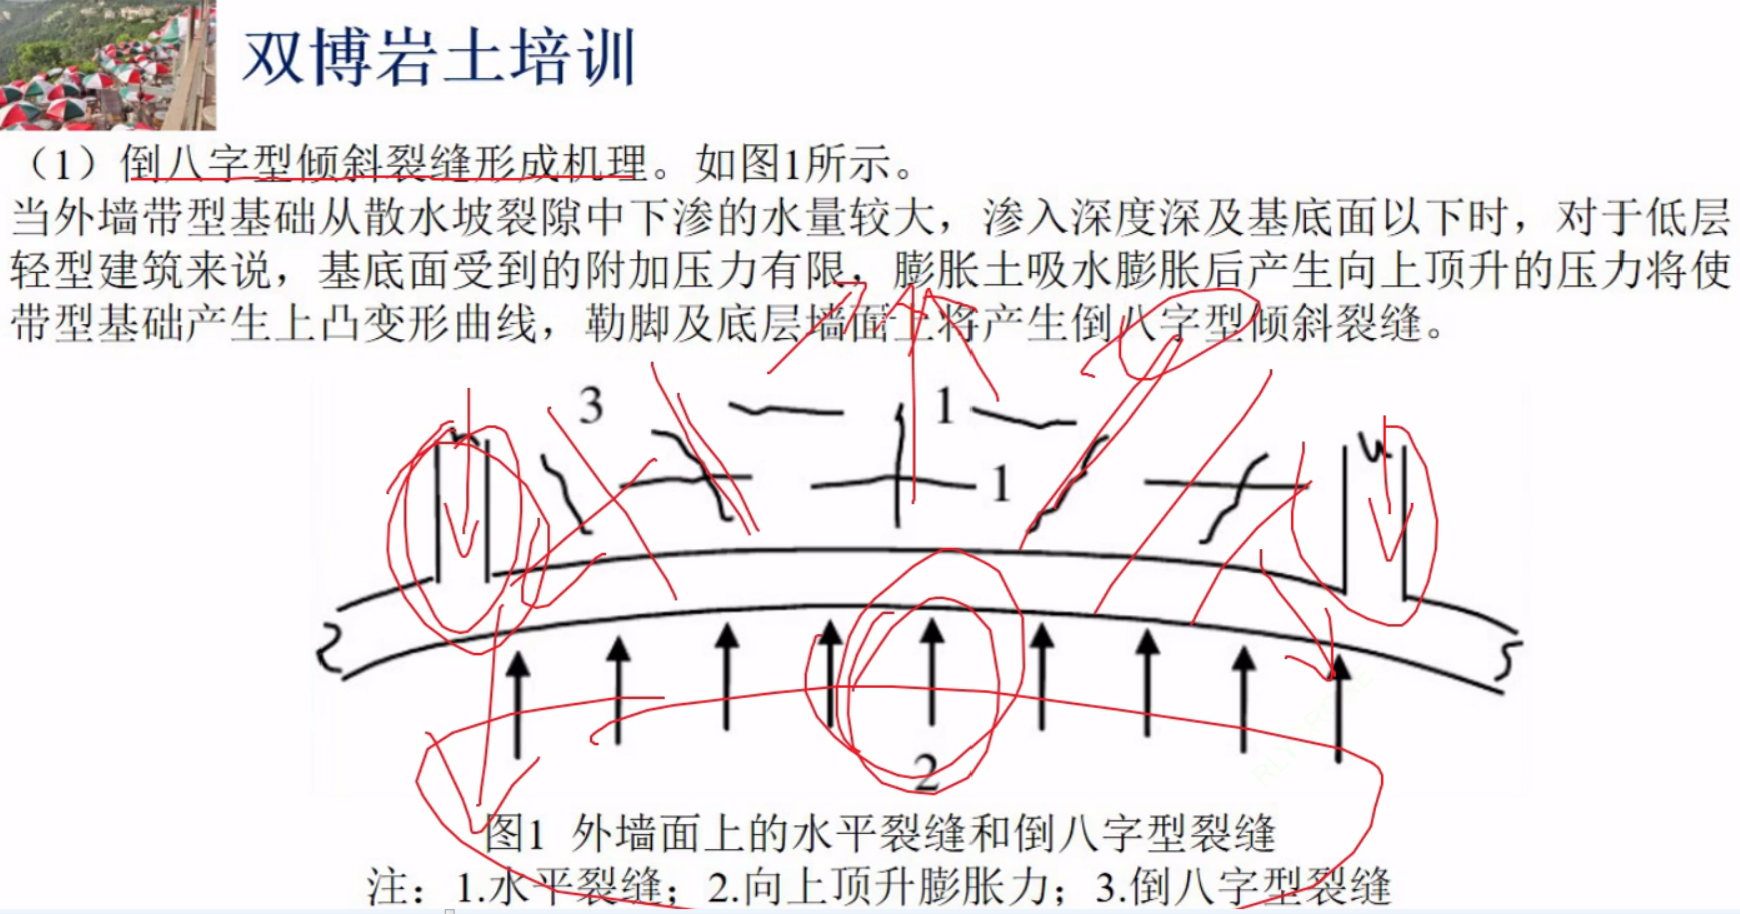 双博岩土培训
（1）倒八字型倾斜裂缝形成机理。如图1所示。
当外墙带型基础从散水坡裂隙中下渗的水量较大，渗入深度深及基底面以下时，对于低层
轻型建筑来说，基底面受到的附加压力有限，膨胀土吸水膨胀后产生向上顶升的压力将使
带型基础产生上凸变形曲线，勒脚及底层墙面上将产生倒八字型倾斜裂缝。
3
1
1
2
图1 外墙面上的水平裂缝和倒八字型裂缝
注：1.水平裂缝；2.向上顶升膨胀力；3.倒八字型裂缝